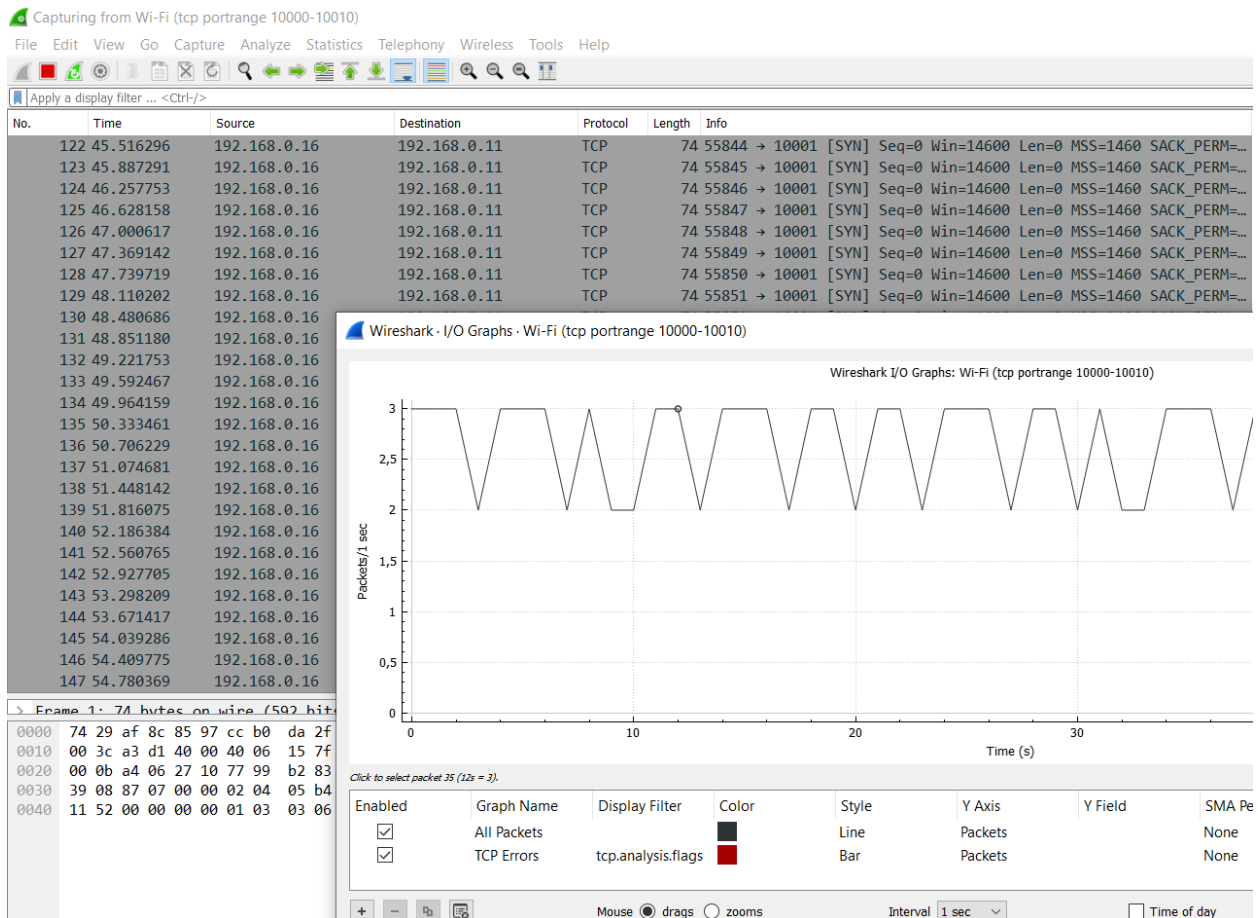 Capturing from Wi-Fi (tcp portrange 10000-10010)
File Edit View Go Capture Analyze Statistics Telephony Wireless Tools Help
Apply a display filter ... <Ctrl-/>
No. Time Source Destination Protocol Length Info
122 45.516296 192.168.0.16 192.168.0.11 TCP 74 55844 → 10001 [SYN] Seq=0 Win=14600 Len=0 MSS=1460 SACK_PERM=…
123 45.887291 192.168.0.16 192.168.0.11 TCP 74 55845 → 10001 [SYN] Seq=0 Win=14600 Len=0 MSS=1460 SACK_PERM=…
124 46.257753 192.168.0.16 192.168.0.11 TCP 74 55846 → 10001 [SYN] Seq=0 Win=14600 Len=0 MSS=1460 SACK_PERM=…
125 46.628158 192.168.0.16 192.168.0.11 TCP 74 55847 → 10001 [SYN] Seq=0 Win=14600 Len=0 MSS=1460 SACK_PERM=…
126 47.000617 192.168.0.16 192.168.0.11 TCP 74 55848 → 10001 [SYN] Seq=0 Win=14600 Len=0 MSS=1460 SACK_PERM=…
127 47.369142 192.168.0.16 192.168.0.11 TCP 74 55849 → 10001 [SYN] Seq=0 Win=14600 Len=0 MSS=1460 SACK_PERM=…
128 47.739719 192.168.0.16 192.168.0.11 TCP 74 55850 → 10001 [SYN] Seq=0 Win=14600 Len=0 MSS=1460 SACK_PERM=…
129 48.110202 192.168.0.16 192.168.0.11 TCP 74 55851 → 10001 [SYN] Seq=0 Win=14600 Len=0 MSS=1460 SACK_PERM=…
130 48.480686 192.168.0.16
131 48.851180 192.168.0.16
132 49.221753 192.168.0.16
133 49.592467 192.168.0.16
134 49.964159 192.168.0.16
135 50.333461 192.168.0.16
136 50.706229 192.168.0.16
137 51.074681 192.168.0.16
138 51.448142 192.168.0.16
139 51.816075 192.168.0.16
140 52.186384 192.168.0.16
141 52.560765 192.168.0.16
142 52.927705 192.168.0.16
143 53.298209 192.168.0.16
144 53.671417 192.168.0.16
145 54.039286 192.168.0.16
146 54.409775 192.168.0.16
147 54.780369 192.168.0.16
Frame 1: 74 bytes on wire (592 bits
0000 74 29 af 8c 85 97 cc b0 da 2f
0010 00 3c a3 d1 40 00 40 06 15 7f
0020 00 0b a4 06 27 10 77 99 b2 83
0030 39 08 87 07 00 00 02 04 05 b4
0040 11 52 00 00 00 00 01 03 03 06
Wireshark · I/O Graphs · Wi-Fi (tcp portrange 10000-10010)
Wireshark I/O Graphs: Wi-Fi (tcp portrange 10000-10010)
3
2,5
2
1,5
1
0,5
0
Packets/1 sec
0 10 20 30
Time (s)
Click to select packet 35 (12s = 3).
Enabled Graph Name Display Filter Color Style Y Axis Y Field SMA Pe
All Packets Line Packets None
TCP Errors tcp.analysis.flags Bar Packets None
Mouse drags zooms Interval 1 sec Time of day